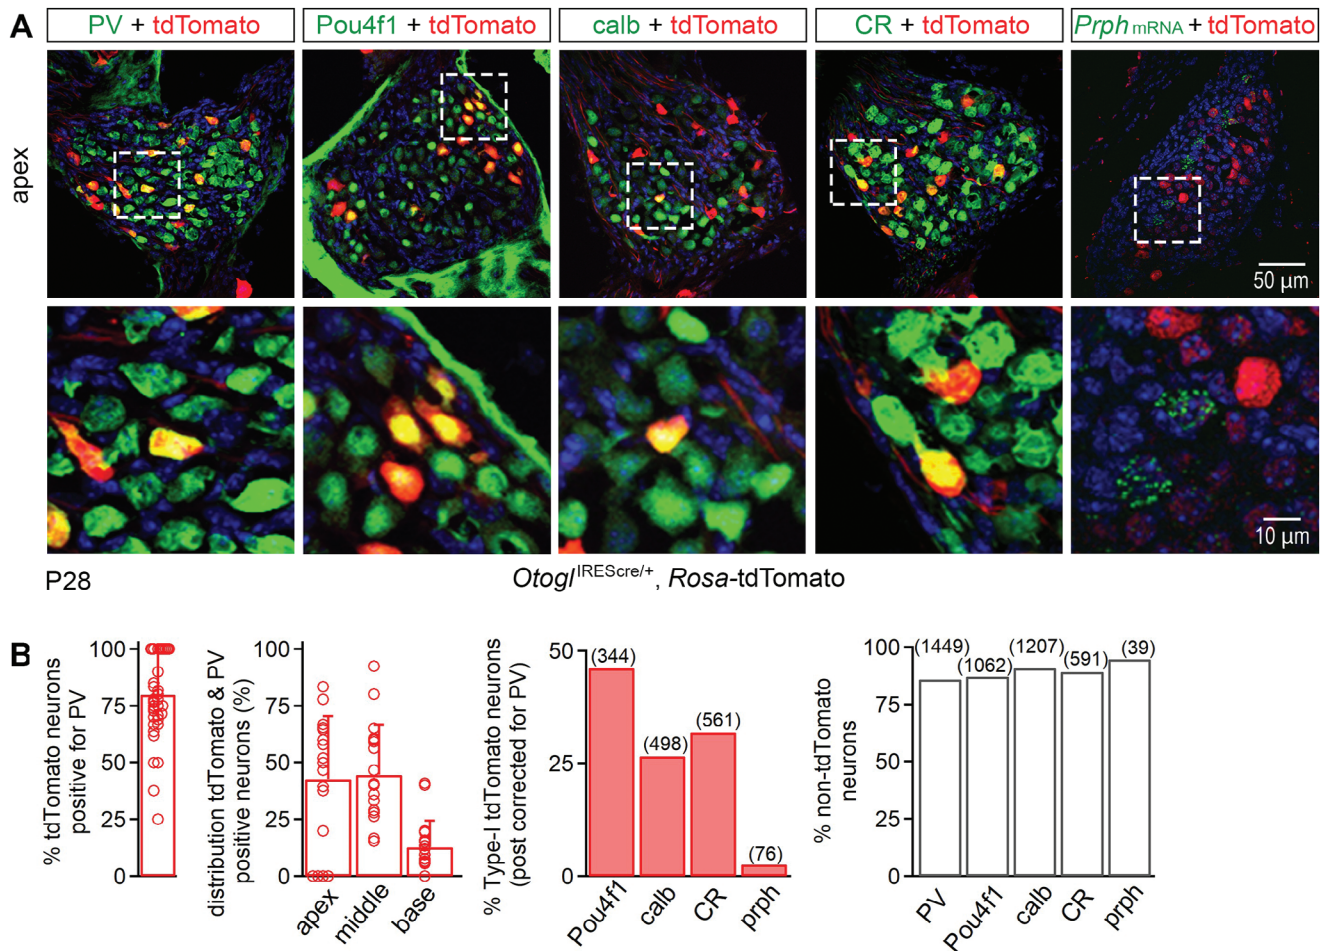 A
PV + tdTomato
Pou4f1 + tdTomato
calb + tdTomato
CR + tdTomato
Prph mRNA + tdTomato
apex
50 µm
10 µm
P28
Otogl IREScre/+, Rosa-tdTomato
B
% tdTomato neurons
positive for PV
100
75
50
25
0
distribution tdTomato & PV
positive neurons (%)
100
75
50
25
0
apex
middle
base
% Type-I tdTomato neurons
(post corrected for PV)
50
25
0
(344)
(498)
(561)
(76)
Pou4f1
calb
CR
prph
% non-tdTomato
neurons
100
75
50
25
0
(1449)
(1062)
(1207)
(591)
(39)
PV
Pou4f1
calb
CR
prph